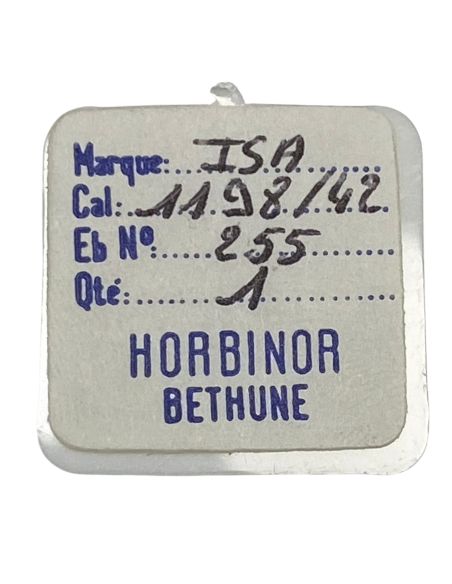 Marque: ISA
Cal: 1198/42
Eb Nº 255
Qté: 1
HORBINOR
BETHUNE